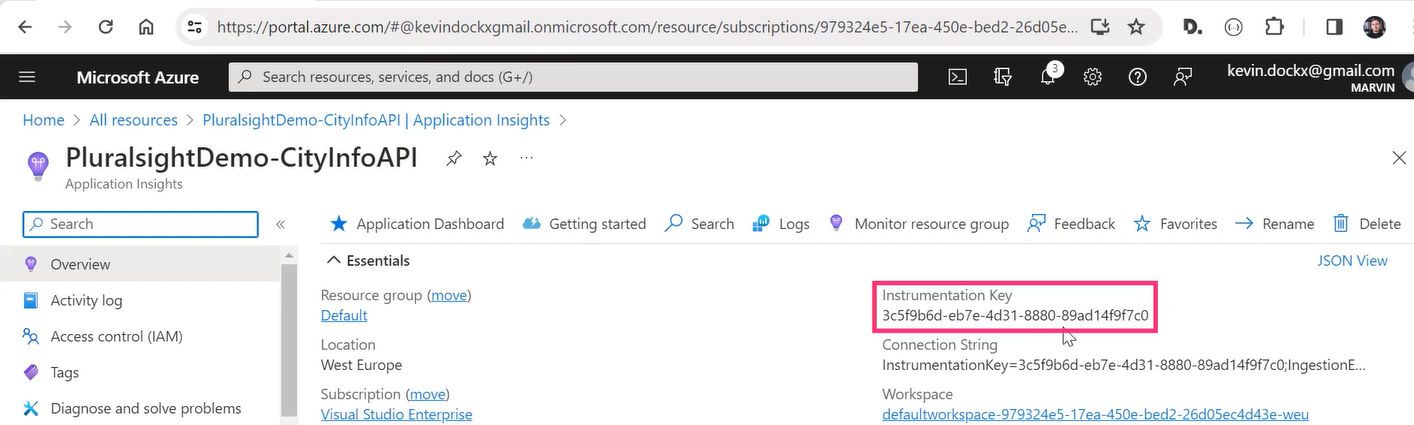 https://portal.azure.com/#@kevindockxgmail.onmicrosoft.com/resource/subscriptions/979324e5-17ea-450e-bed2-26d05e...
Microsoft Azure
Search resources, services, and docs (G+/)
3
kevin.dockx@gmail.com
MARVIN
Home > All resources > PluralsightDemo-CityInfoAPI | Application Insights >
PluralsightDemo-CityInfoAPI
Application Insights
Search
Application Dashboard Getting started Search Logs Monitor resource group Feedback Favorites Rename Delete
Overview
Activity log
Access control (IAM)
Tags
Diagnose and solve problems
Essentials
JSON View
Resource group (move)
Default
Location
West Europe
Subscription (move)
Visual Studio Enterprise
Instrumentation Key
3c5f9b6d-eb7e-4d31-8880-89ad14f9f7c0
Connection String
InstrumentationKey=3c5f9b6d-eb7e-4d31-8880-89ad14f9f7c0;IngestionE...
Workspace
defaultworkspace-979324e5-17ea-450e-bed2-26d05ec4d43e-weu